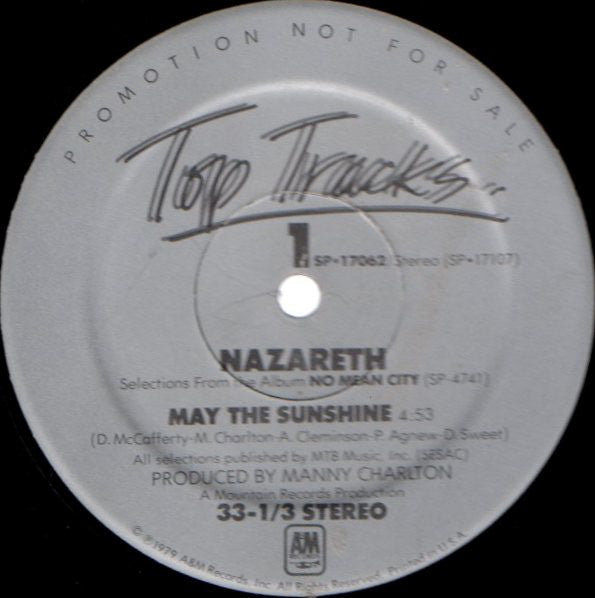 PROMOTION NOT FOR SALE
Top Tracks
1. SP-17062 Stereo (SP-17107)
NAZARETH
Selections From the Album NO MEAN CITY (SP-4741)
MAY THE SUNSHINE 4:53
(D. McCafferty-M. Charlton-A. Cleminson-P. Agnew-D. Sweet)
All selections published by MTB Music, Inc. (SESAC)
PRODUCED BY MANNY CHARLTON
A Mountain Records Production
33-1/3 STEREO
A&M
RECORDS
© ℗ 1979 A&M Records, Inc. All Rights Reserved. Printed in U.S.A.